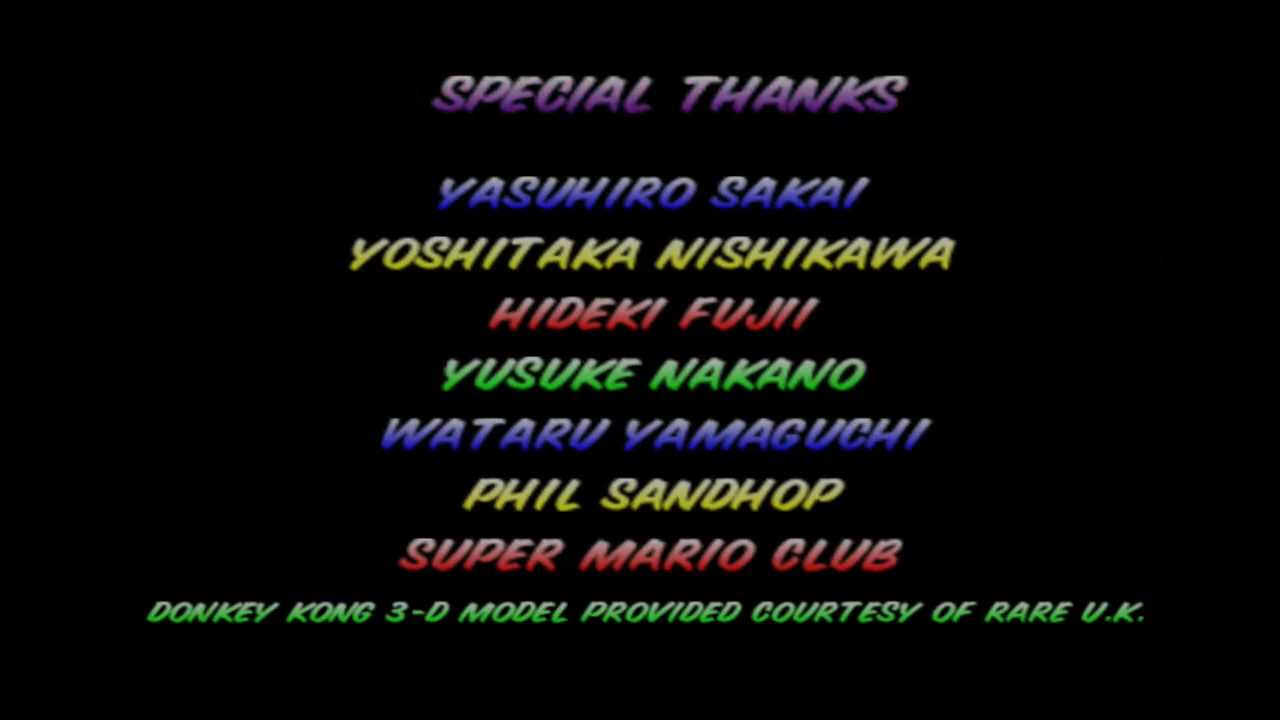 SPECIAL THANKS
YASUHIRO SAKAI
YOSHITAKA NISHIKAWA
HIDEKI FUJII
YUSUKE NAKANO
WATARU YAMAGUCHI
PHIL SANDHOP
SUPER MARIO CLUB
DONKEY KONG 3-D MODEL PROVIDED COURTESY OF RARE U.K.